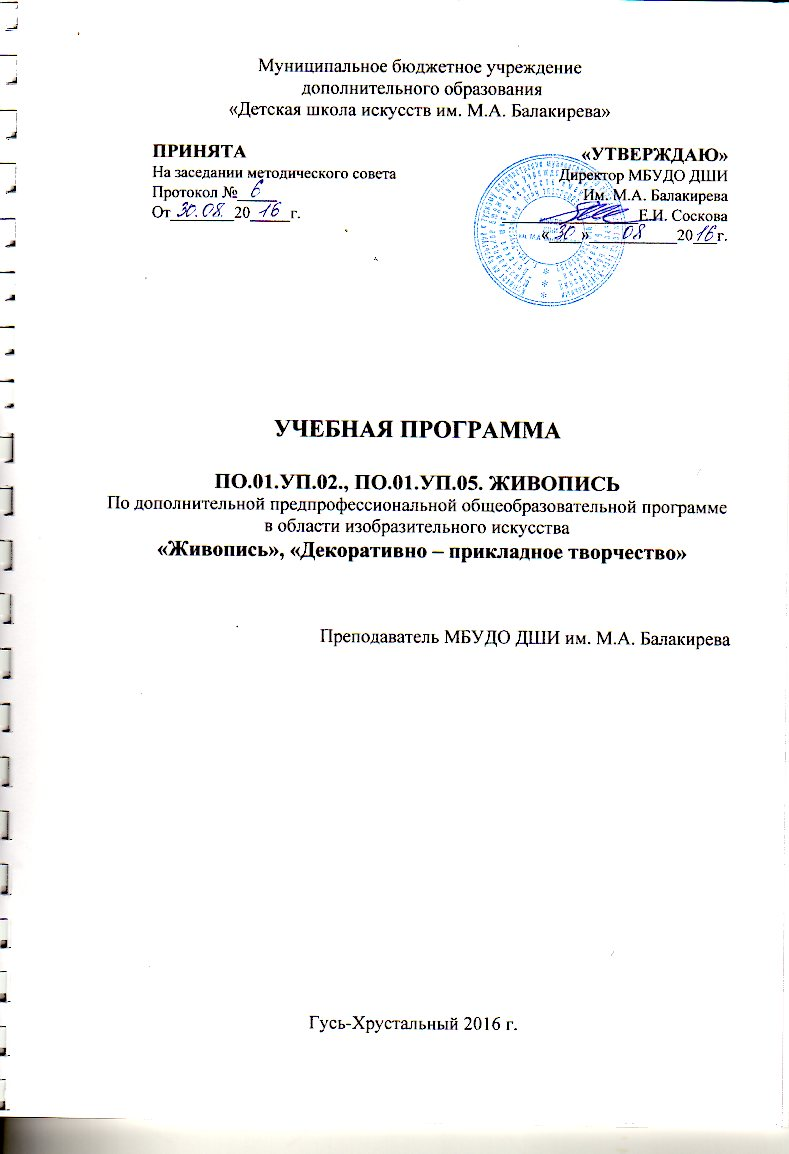 Муниципальное бюджетное учреждение
дополнительного образования
«Детская школа искусств им. М.А. Балакирева»
ПРИНЯТА
На заседании методического совета
Протокол № 6
От 30.08. 20 16 г.
«УТВЕРЖДАЮ»
Директор МБУДО ДШИ
Им. М.А. Балакирева
Е.И. Соскова
«30» 08 20 16 г.
УЧЕБНАЯ ПРОГРАММА
ПО.01.УП.02., ПО.01.УП.05. ЖИВОПИСЬ
По дополнительной предпрофессиональной общеобразовательной программе
в области изобразительного искусства
«Живопись», «Декоративно – прикладное творчество»
Преподаватель МБУДО ДШИ им. М.А. Балакирева
Гусь-Хрустальный 2016 г.